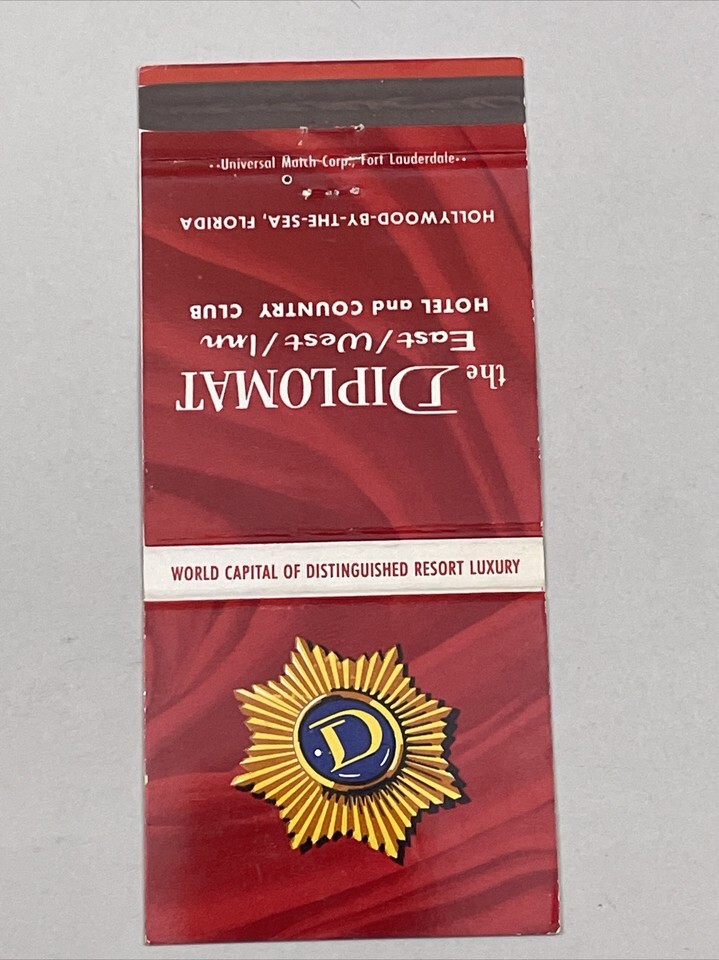 ··Universal Match Corp., Fort Lauderdale··
the DIPLOMAT
East/West/Inn
HOTEL and COUNTRY CLUB
HOLLYWOOD-BY-THE-SEA, FLORIDA
WORLD CAPITAL OF DISTINGUISHED RESORT LUXURY
D